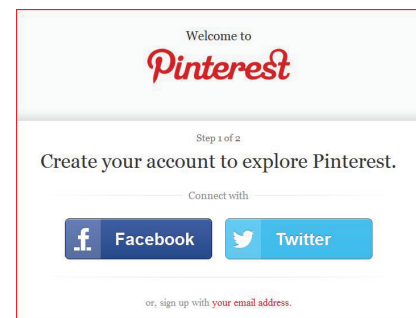 Welcome to
Pinterest
Step 1 of 2
Create your account to explore Pinterest.
Connect with
f Facebook
Twitter
or, sign up with your email address.